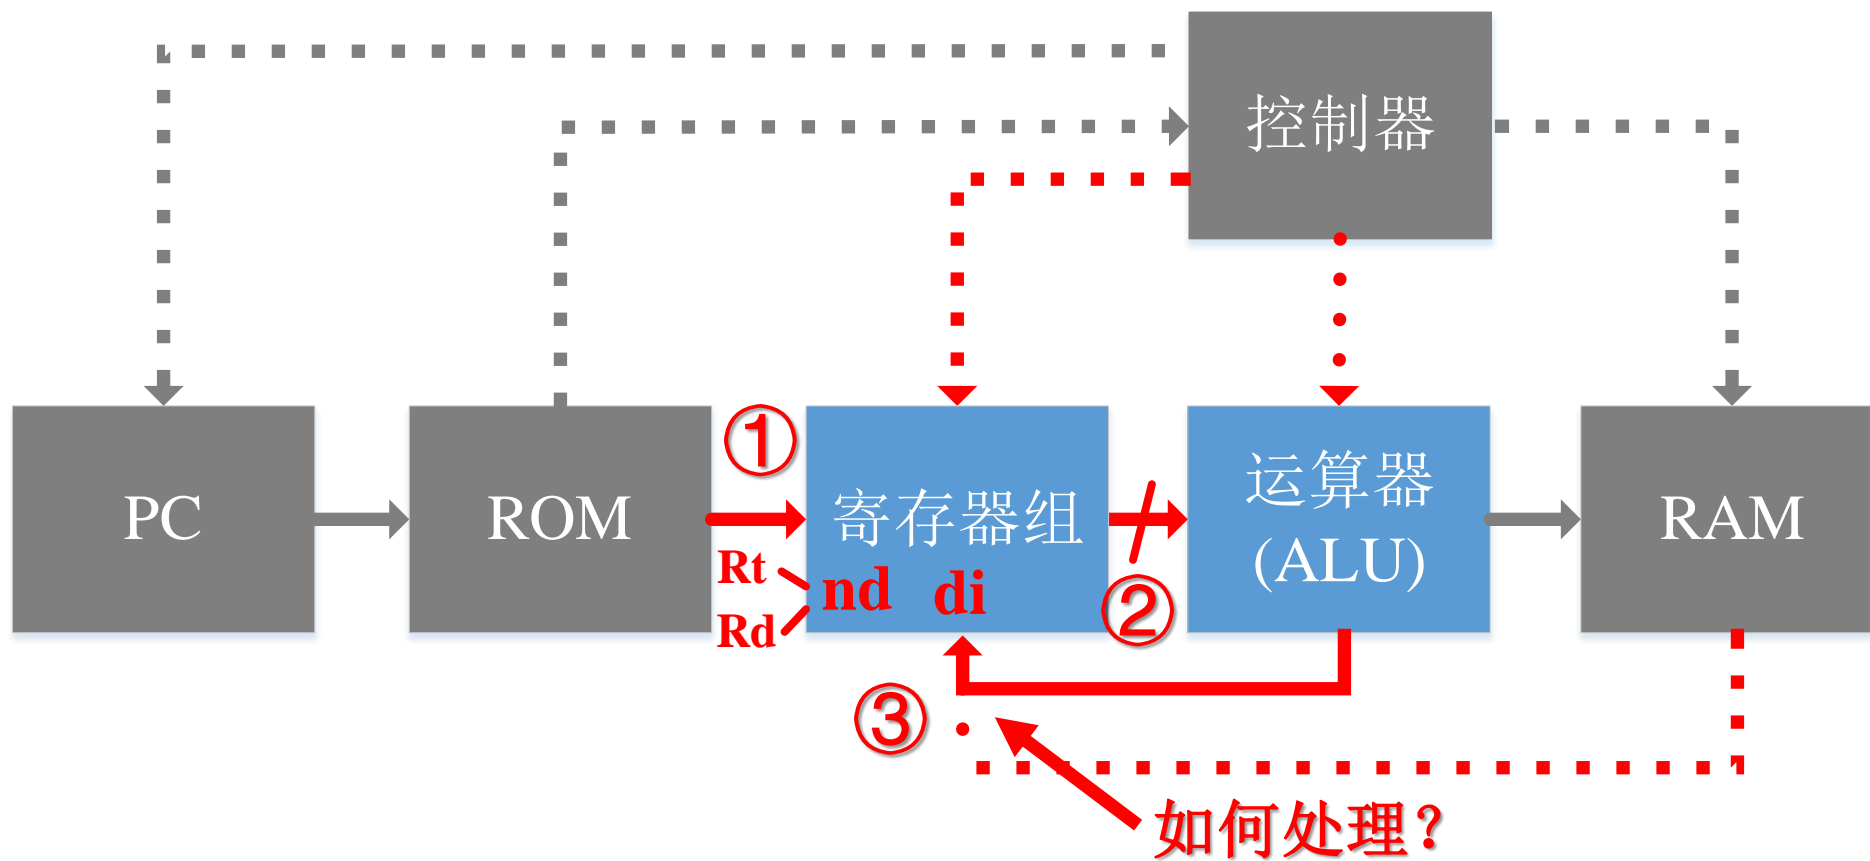 控制器
PC
ROM
①
寄存器组
Rt
Rd
nd di
②
运算器
(ALU)
RAM
③
如何处理？